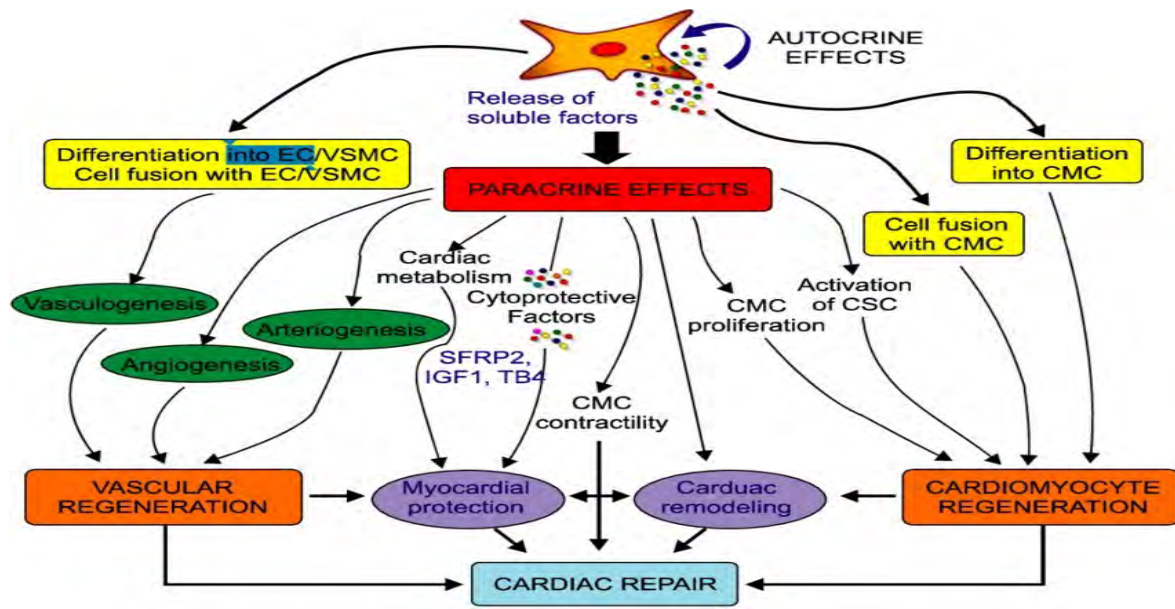 AUTOCRINE
EFFECTS
Release of
soluble factors
Differentiation into EC/VSMC
Cell fusion with EC/VSMC
PARACRINE EFFECTS
Differentiation
into CMC
Cell fusion
with CMC
Cardiac
metabolism
Cytoprotective
Factors
SFRP2,
IGF1, TB4
CMC
contractility
CMC
proliferation
Activation
of CSC
Vasculogenesis
Angiogenesis
Arteriogenesis
VASCULAR
REGENERATION
Myocardial
protection
Carduac
remodeling
CARDIOMYOCYTE
REGENERATION
CARDIAC REPAIR